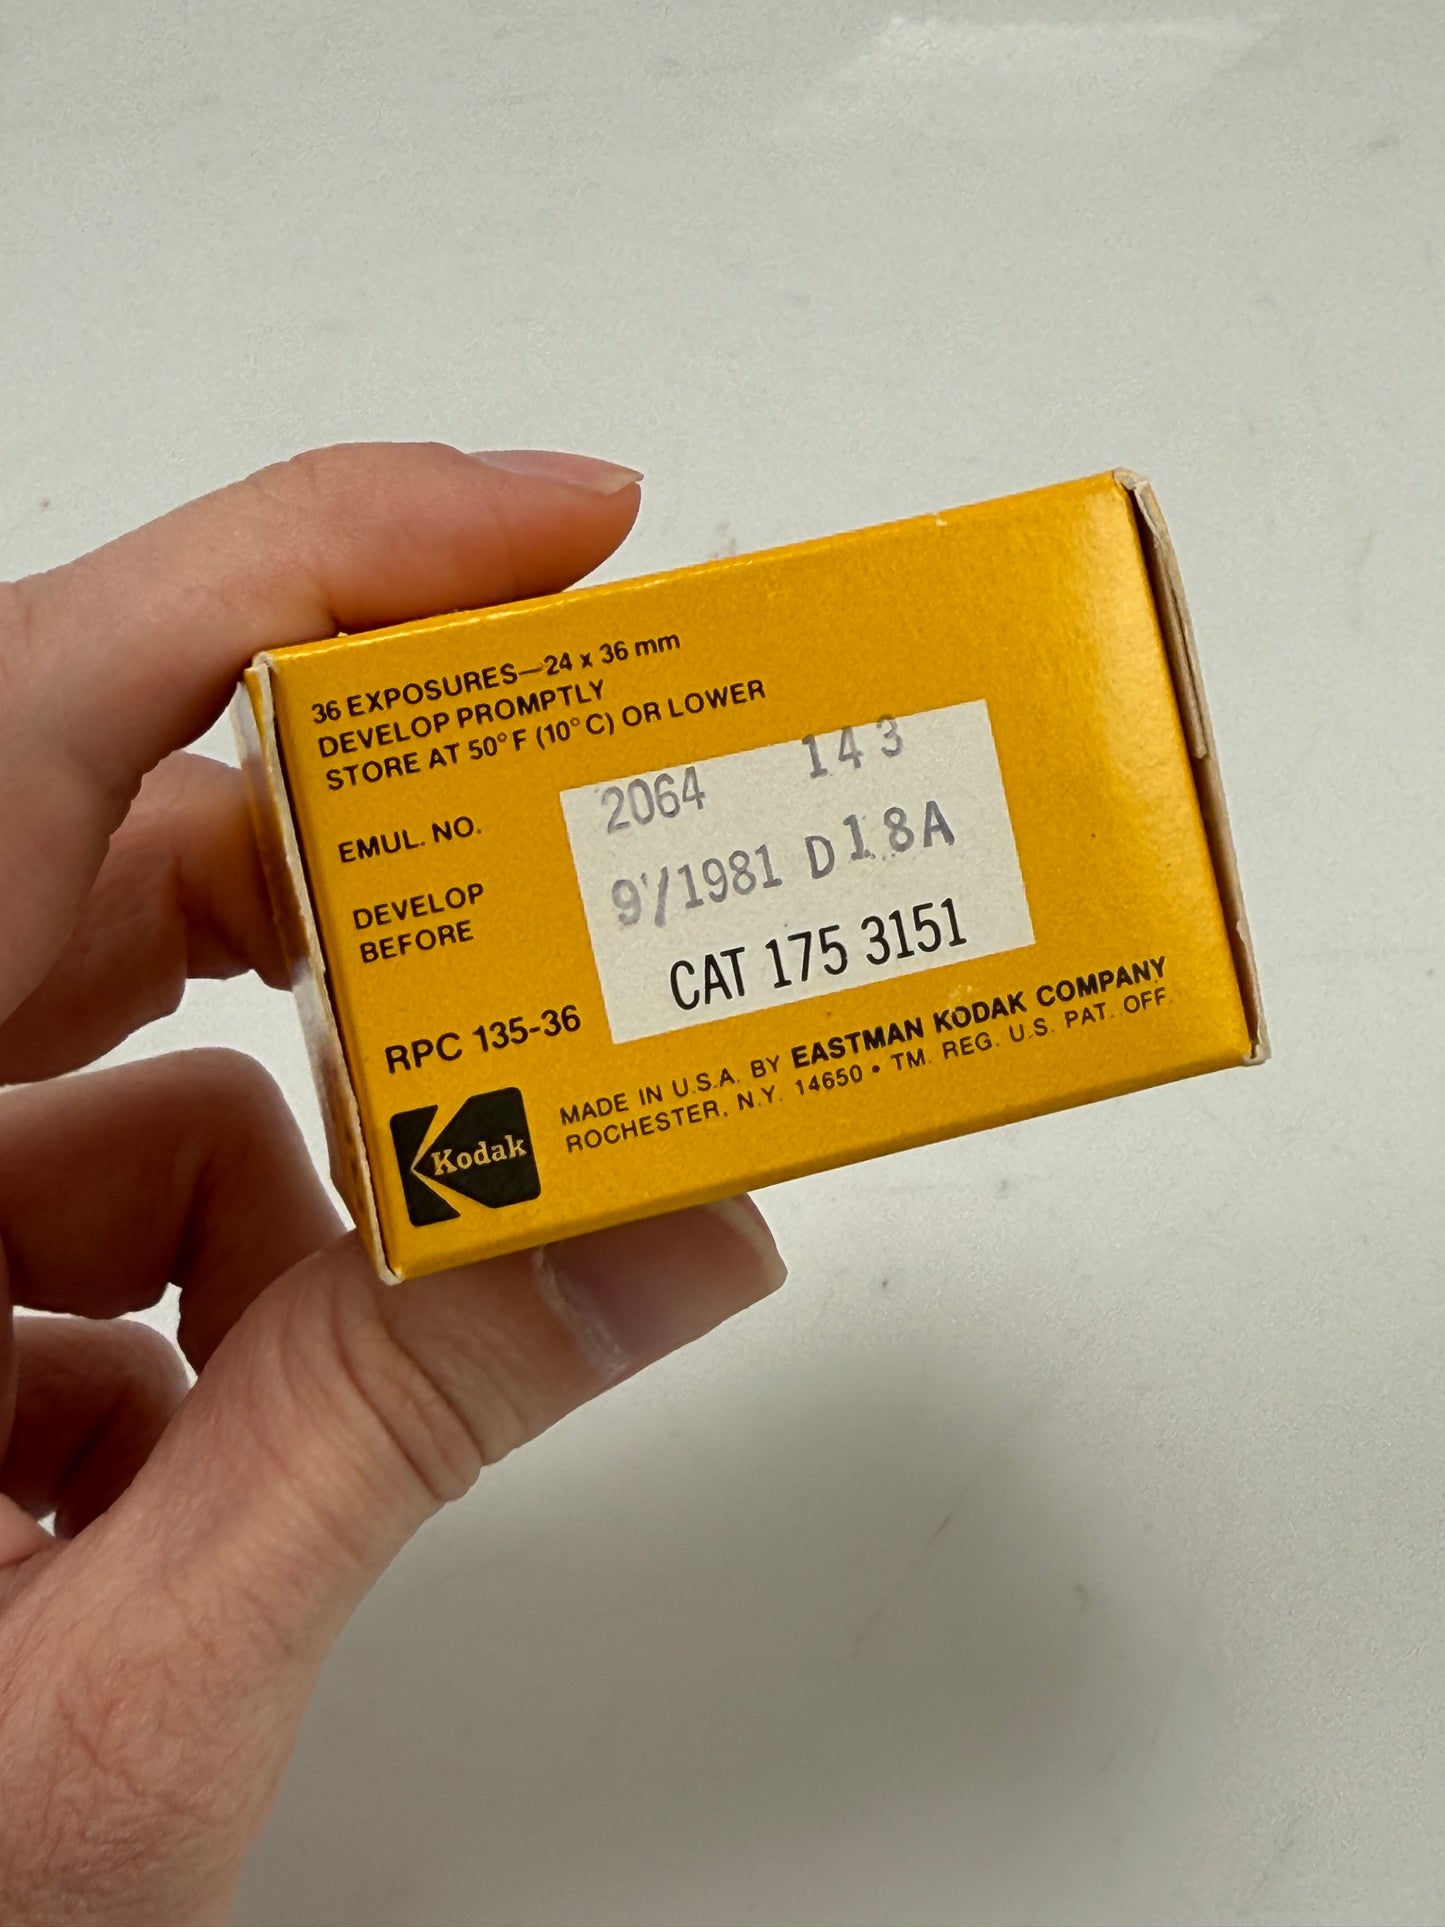 36 EXPOSURES—24 x 36 mm
DEVELOP PROMPTLY
STORE AT 50° F (10° C) OR LOWER
EMUL. NO. 2064 143
DEVELOP
BEFORE
9/1981 D18A
CAT 175 3151
RPC 135-36
Kodak
MADE IN U.S.A. BY EASTMAN KODAK COMPANY
ROCHESTER, N.Y. 14650 • TM. REG. U.S. PAT. OFF.